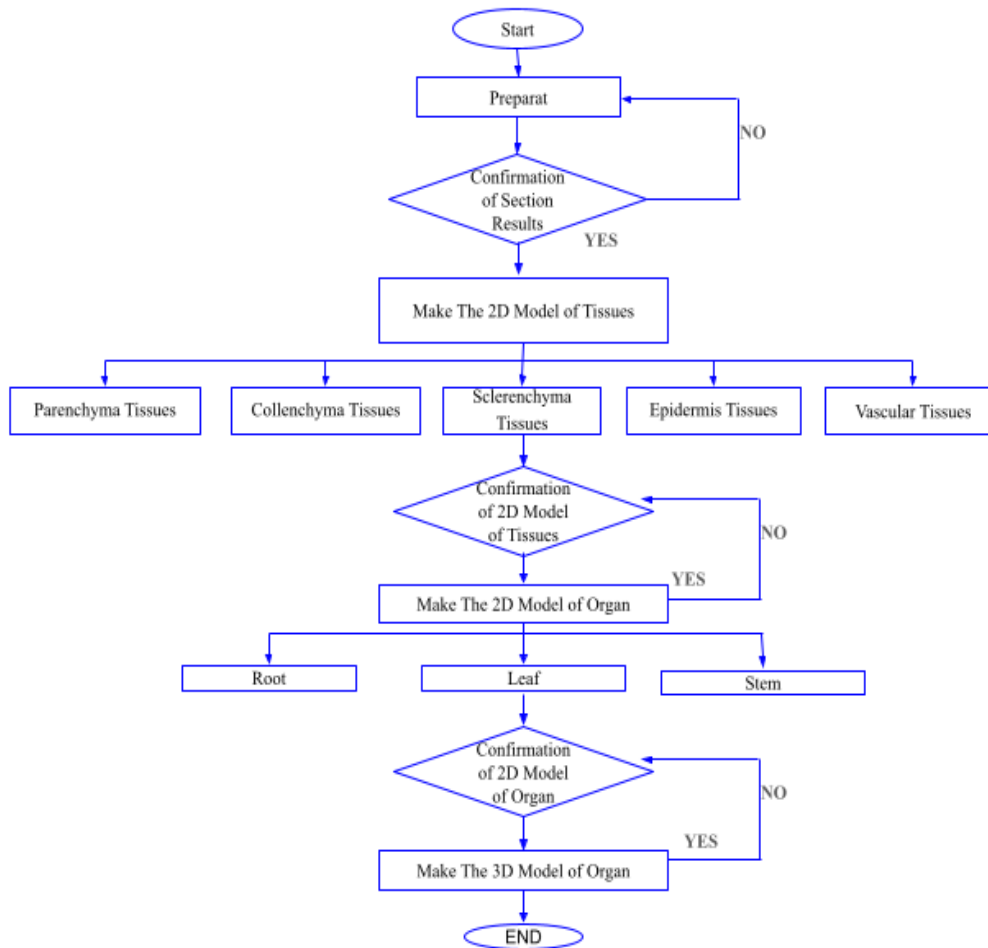 Start
Preparat
NO
Confirmation
of Section
Results
YES
Make The 2D Model of Tissues
Parenchyma Tissues
Collenchyma Tissues
Sclerenchyma
Tissues
Epidermis Tissues
Vascular Tissues
Confirmation
of 2D Model
of Tissues
NO
YES
Make The 2D Model of Organ
Root
Leaf
Stem
Confirmation
of 2D Model
of Organ
NO
YES
Make The 3D Model of Organ
END